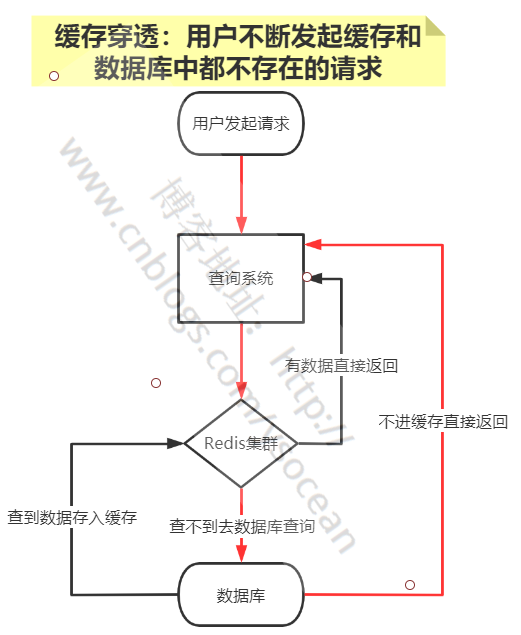 缓存穿透：用户不断发起缓存和
数据库中都不存在的请求
用户发起请求
查询系统
有数据直接返回
不进缓存直接返回
Redis集群
查到数据存入缓存
查不到去数据库查询
数据库
博客地址：http://
www.cnblogs.com/ysocean